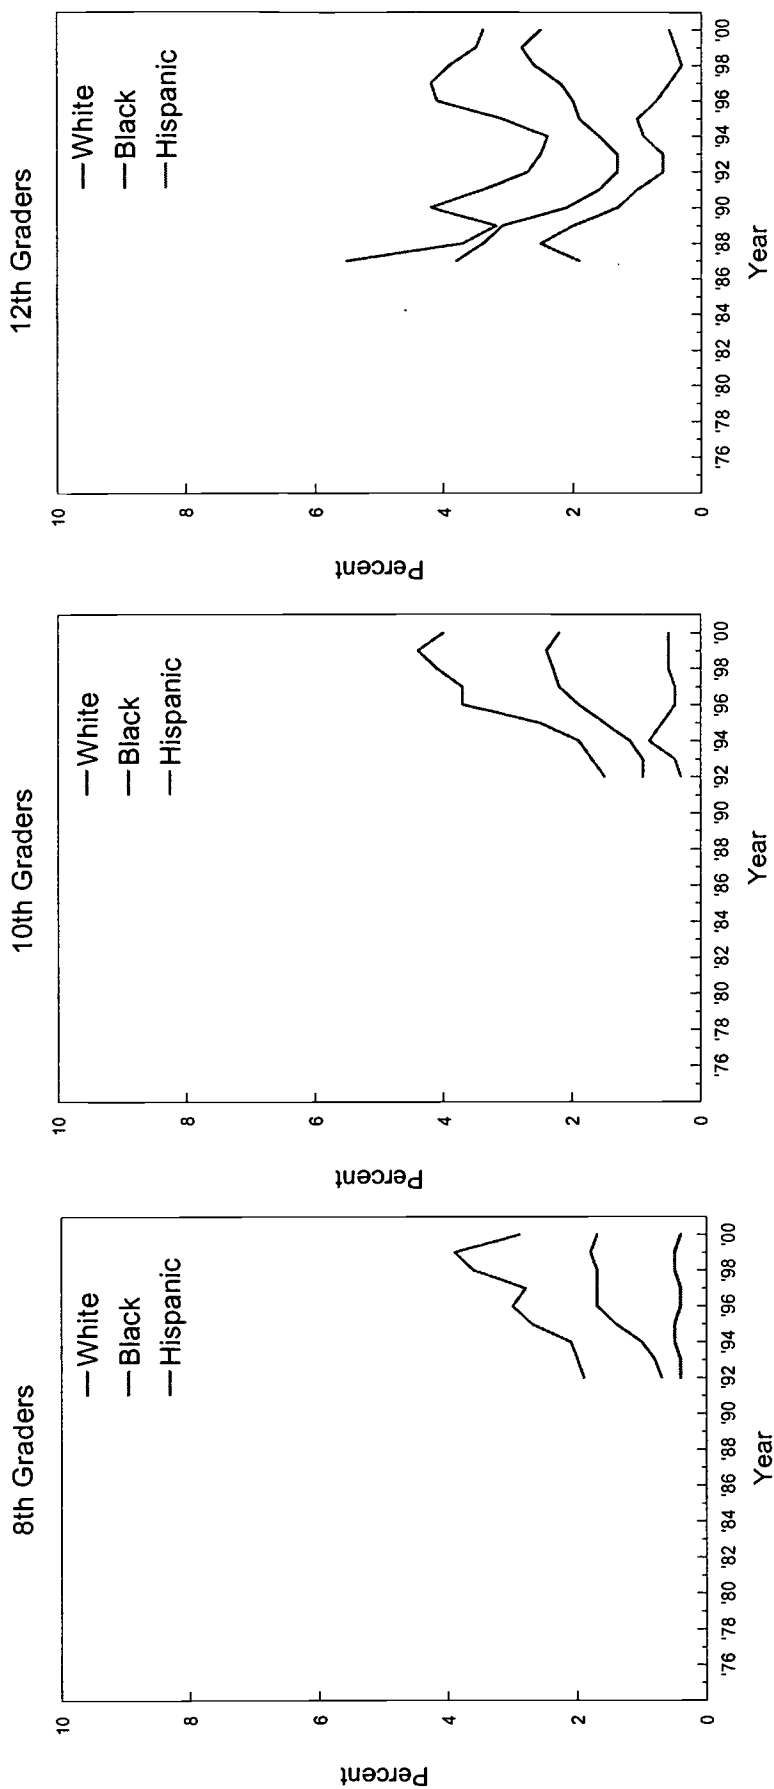 8th Graders
— White
— Black
— Hispanic
Percent
10
8
6
4
2
0
'76 '78 '80 '82 '84 '86 '88 '90 '92 '94 '96 '98 '00
Year
10th Graders
— White
— Black
— Hispanic
Percent
10
8
6
4
2
0
'76 '78 '80 '82 '84 '86 '88 '90 '92 '94 '96 '98 '00
Year
12th Graders
— White
— Black
— Hispanic
Percent
10
8
6
4
2
0
'76 '78 '80 '82 '84 '86 '88 '90 '92 '94 '96 '98 '00
Year